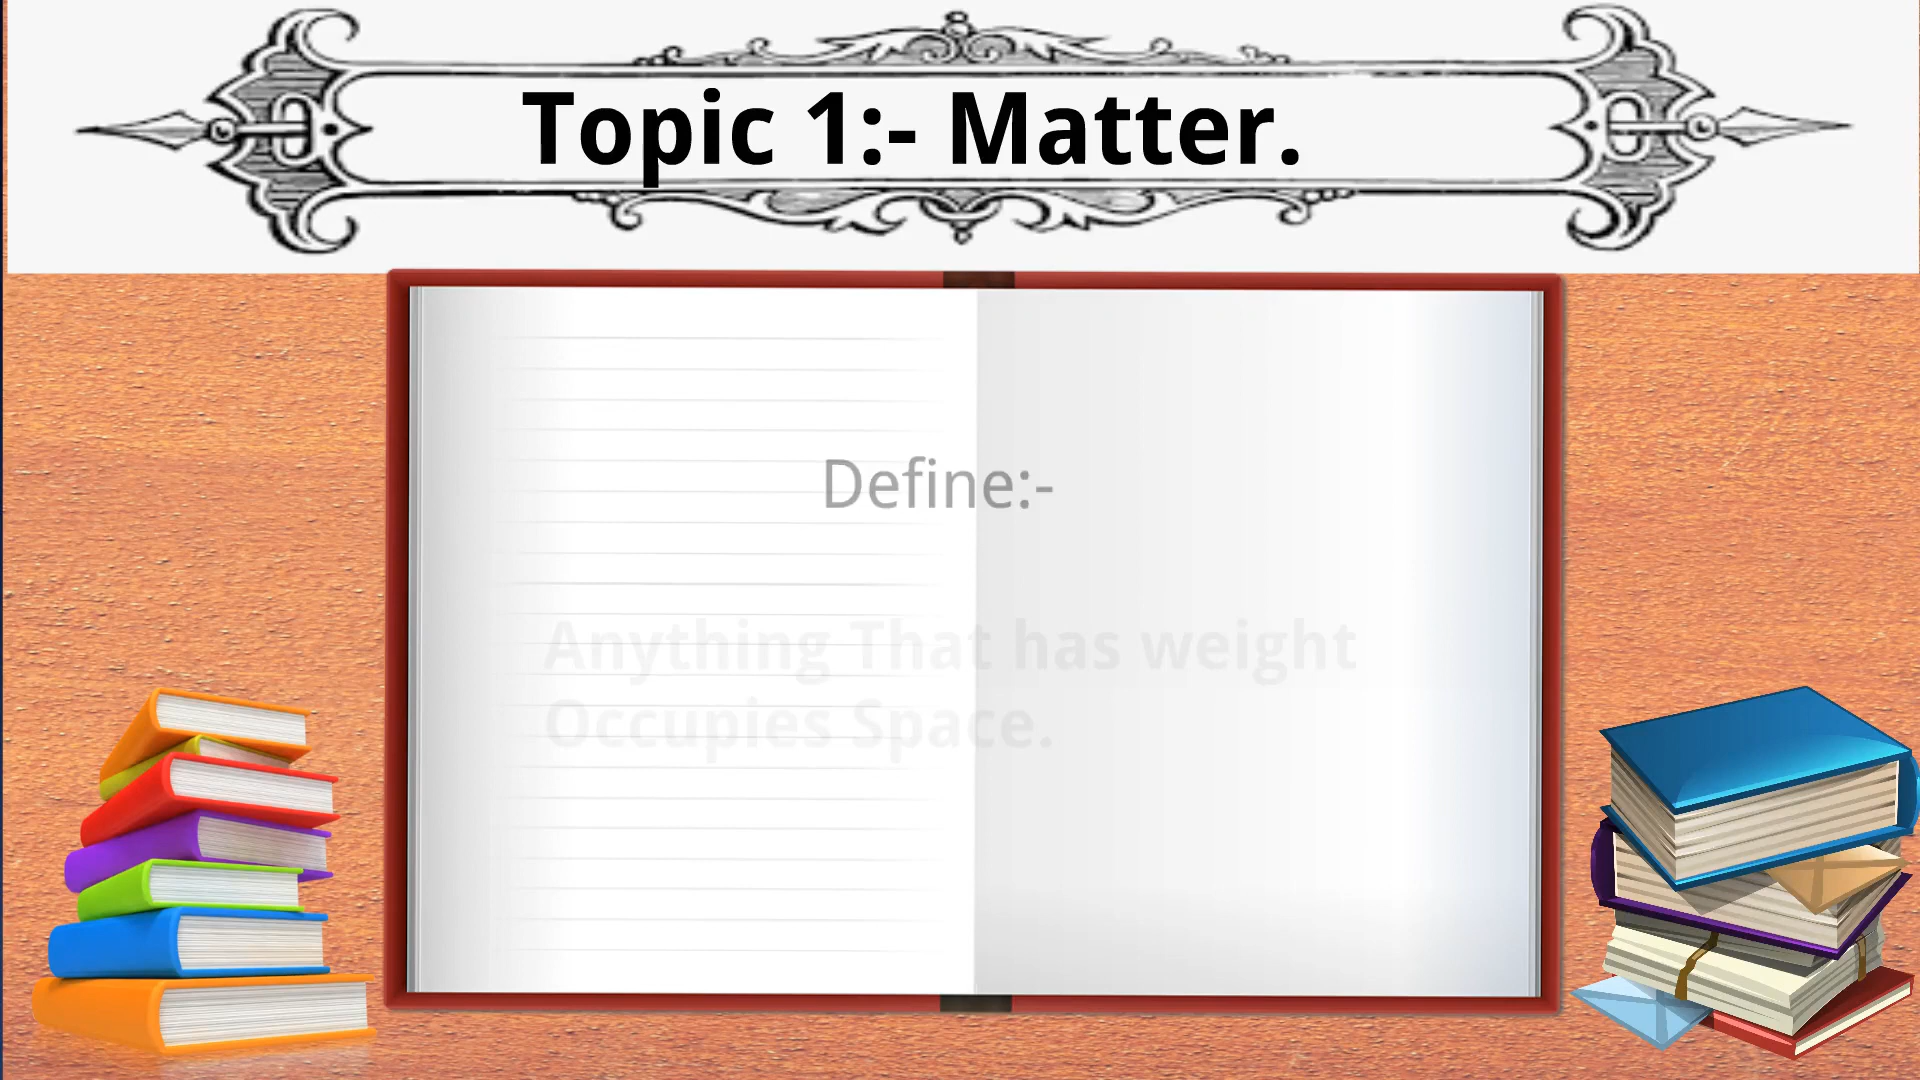 Topic 1:- Matter.
Define:-
Anything That has weight
Occupies Space.